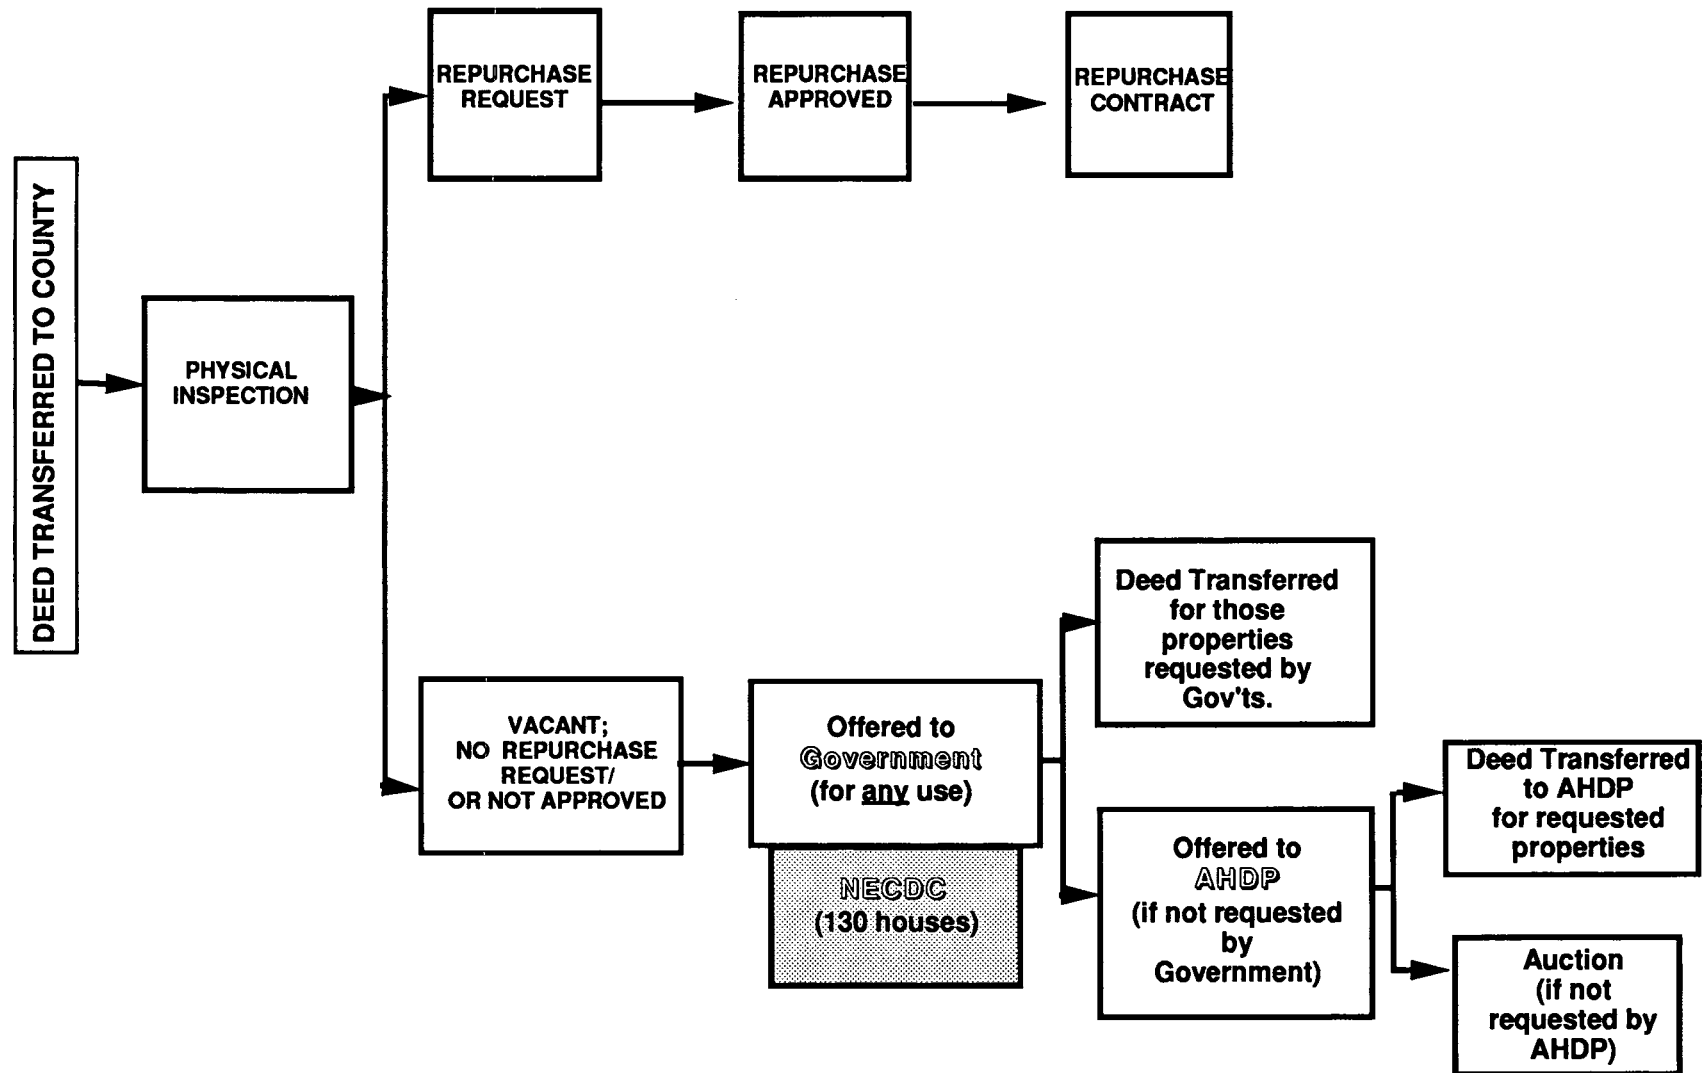 DEED TRANSFERRED TO COUNTY
PHYSICAL
INSPECTION
REPURCHASE
REQUEST
REPURCHASE
APPROVED
REPURCHASE
CONTRACT
VACANT;
NO REPURCHASE
REQUEST/
OR NOT APPROVED
Offered to
Government
(for any use)
NECDC
(130 houses)
Deed Transferred
for those
properties
requested by
Gov'ts.
Offered to
AHDP
(if not requested
by
Government)
Deed Transferred
to AHDP
for requested
properties
Auction
(if not
requested by
AHDP)